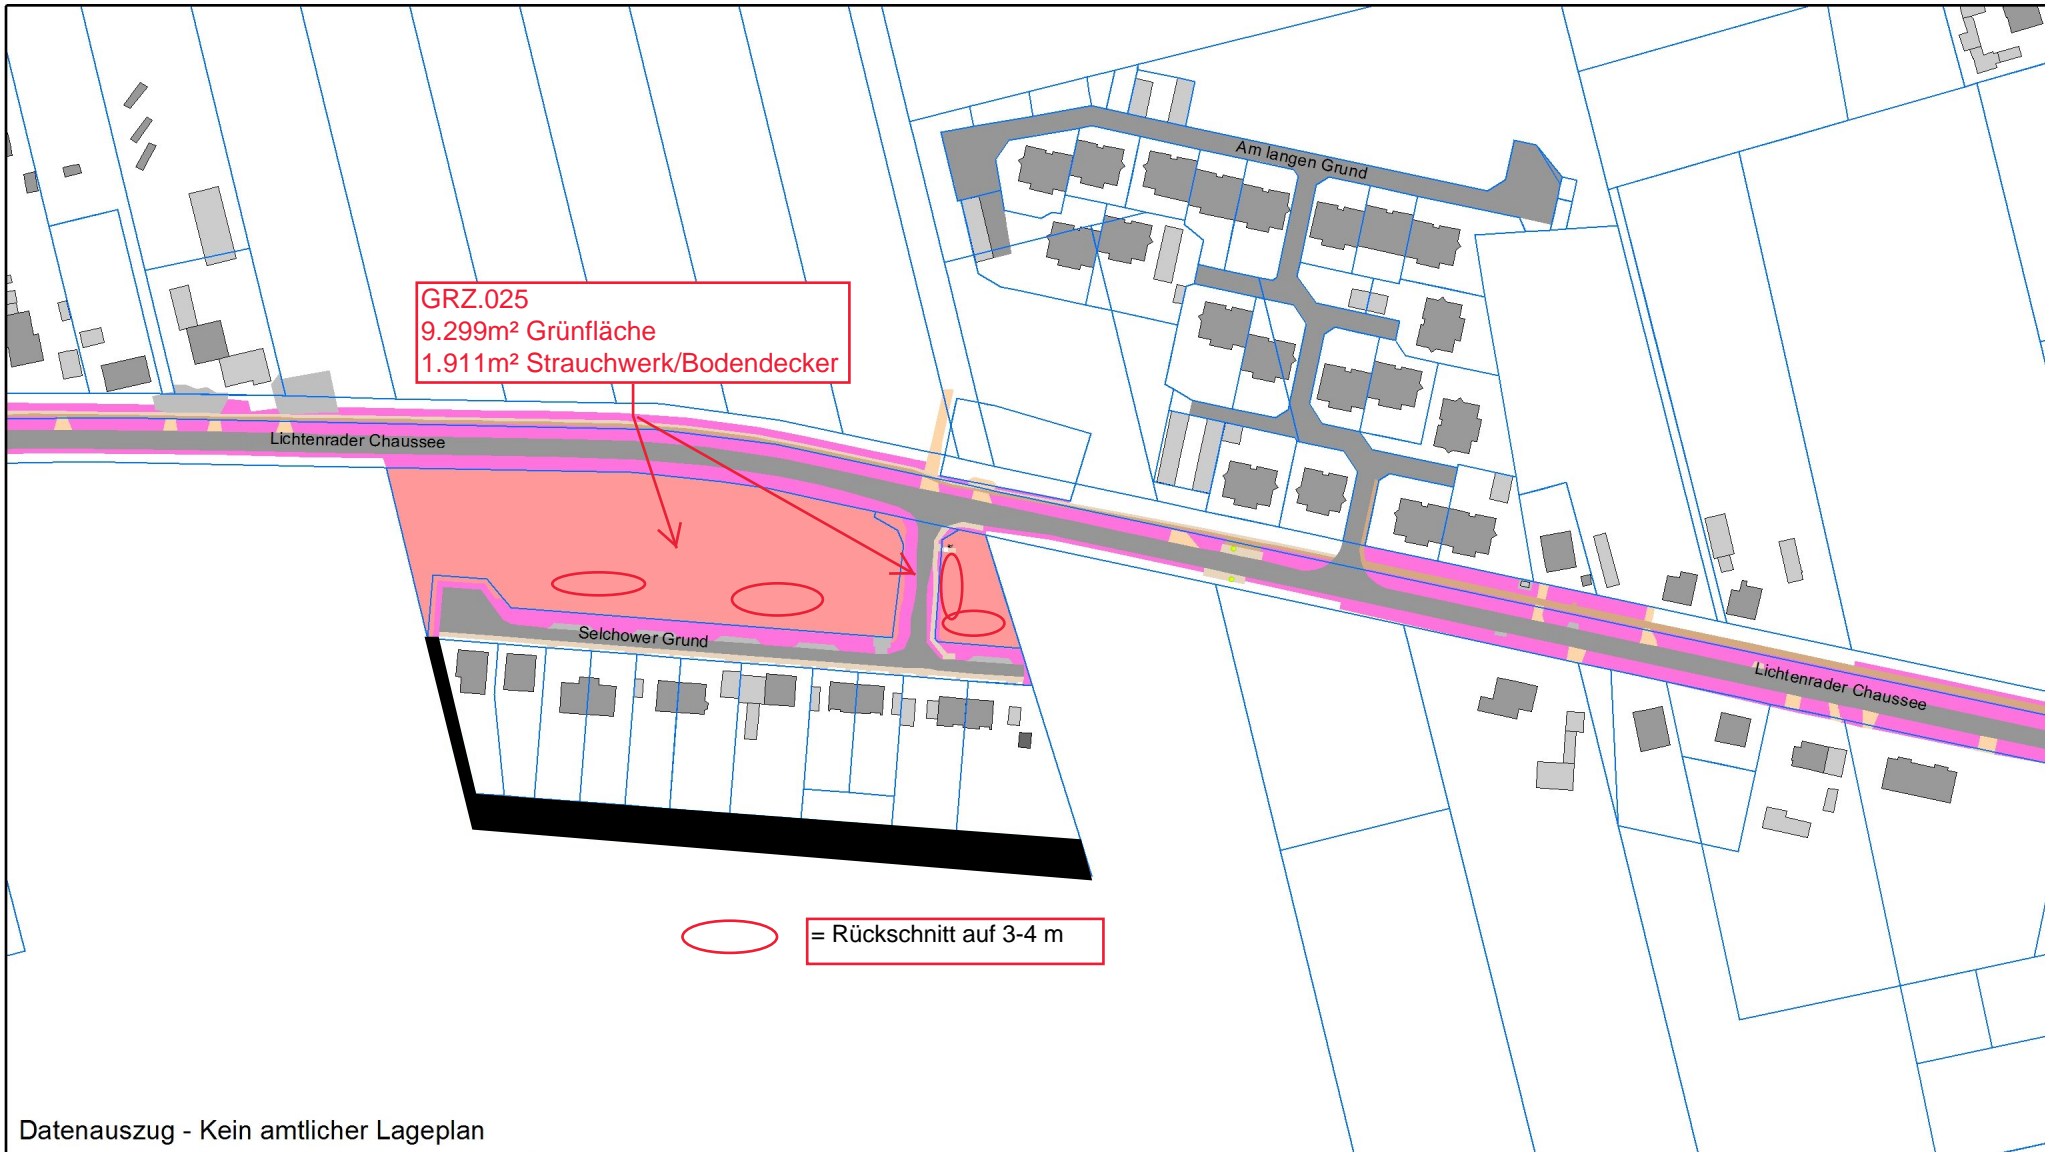 Am langen Grund
GRZ.025
9.299m² Grünfläche
1.911m² Strauchwerk/Bodendecker
Lichtenrader Chaussee
Selchower Grund
Lichtenrader Chaussee
= Rückschnitt auf 3-4 m
Datenauszug - Kein amtlicher Lageplan